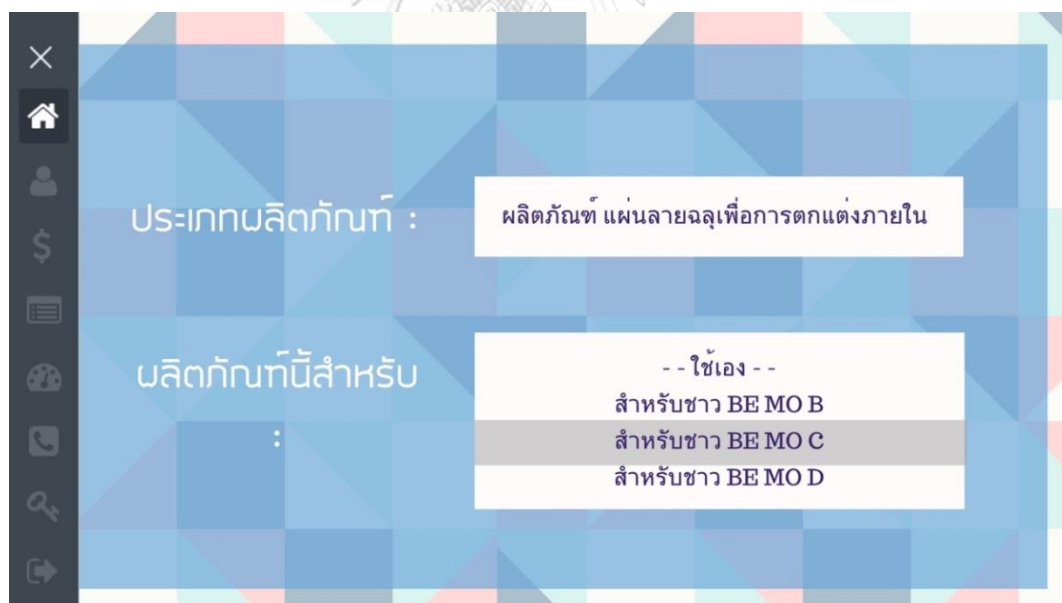 ประเภทผลิตภัณฑ์ :
ผลิตภัณฑ์ แผ่นลายฉลุเพื่อการตกแต่งภายใน
ผลิตภัณฑ์นี้สำหรับ
:
- - ใช้เอง - -
สำหรับชาว BE MO B
สำหรับชาว BE MO C
สำหรับชาว BE MO D